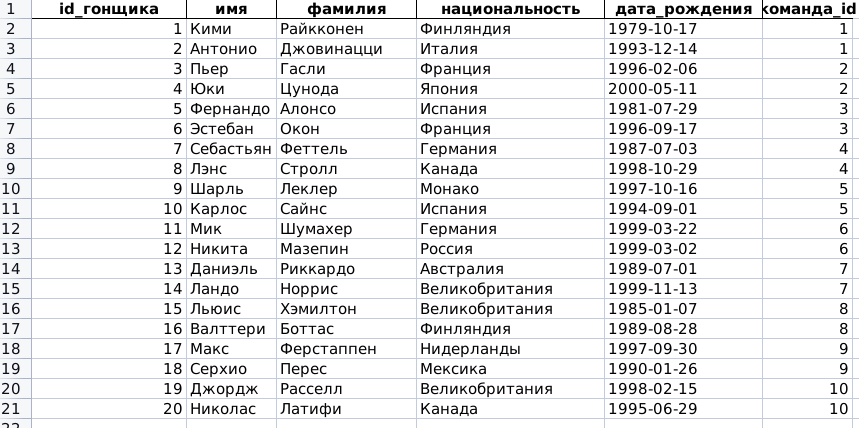 1 id_гонщика имя фамилия национальность дата_рождения команда_id
2 1 Кими Райкконен Финляндия 1979-10-17 1
3 2 Антонио Джовинацци Италия 1993-12-14 1
4 3 Пьер Гасли Франция 1996-02-06 2
5 4 Юки Цунода Япония 2000-05-11 2
6 5 Фернандо Алонсо Испания 1981-07-29 3
7 6 Эстебан Окон Франция 1996-09-17 3
8 7 Себастьян Феттель Германия 1987-07-03 4
9 8 Лэнс Стролл Канада 1998-10-29 4
10 9 Шарль Леклер Монако 1997-10-16 5
11 10 Карлос Сайнс Испания 1994-09-01 5
12 11 Мик Шумахер Германия 1999-03-22 6
13 12 Никита Мазепин Россия 1999-03-02 6
14 13 Даниэль Риккардо Австралия 1989-07-01 7
15 14 Ландо Норрис Великобритания 1999-11-13 7
16 15 Льюис Хэмилтон Великобритания 1985-01-07 8
17 16 Валттери Боттас Финляндия 1989-08-28 8
18 17 Макс Ферстаппен Нидерланды 1997-09-30 9
19 18 Серхио Перес Мексика 1990-01-26 9
20 19 Джордж Расселл Великобритания 1998-02-15 10
21 20 Николас Латифи Канада 1995-06-29 10